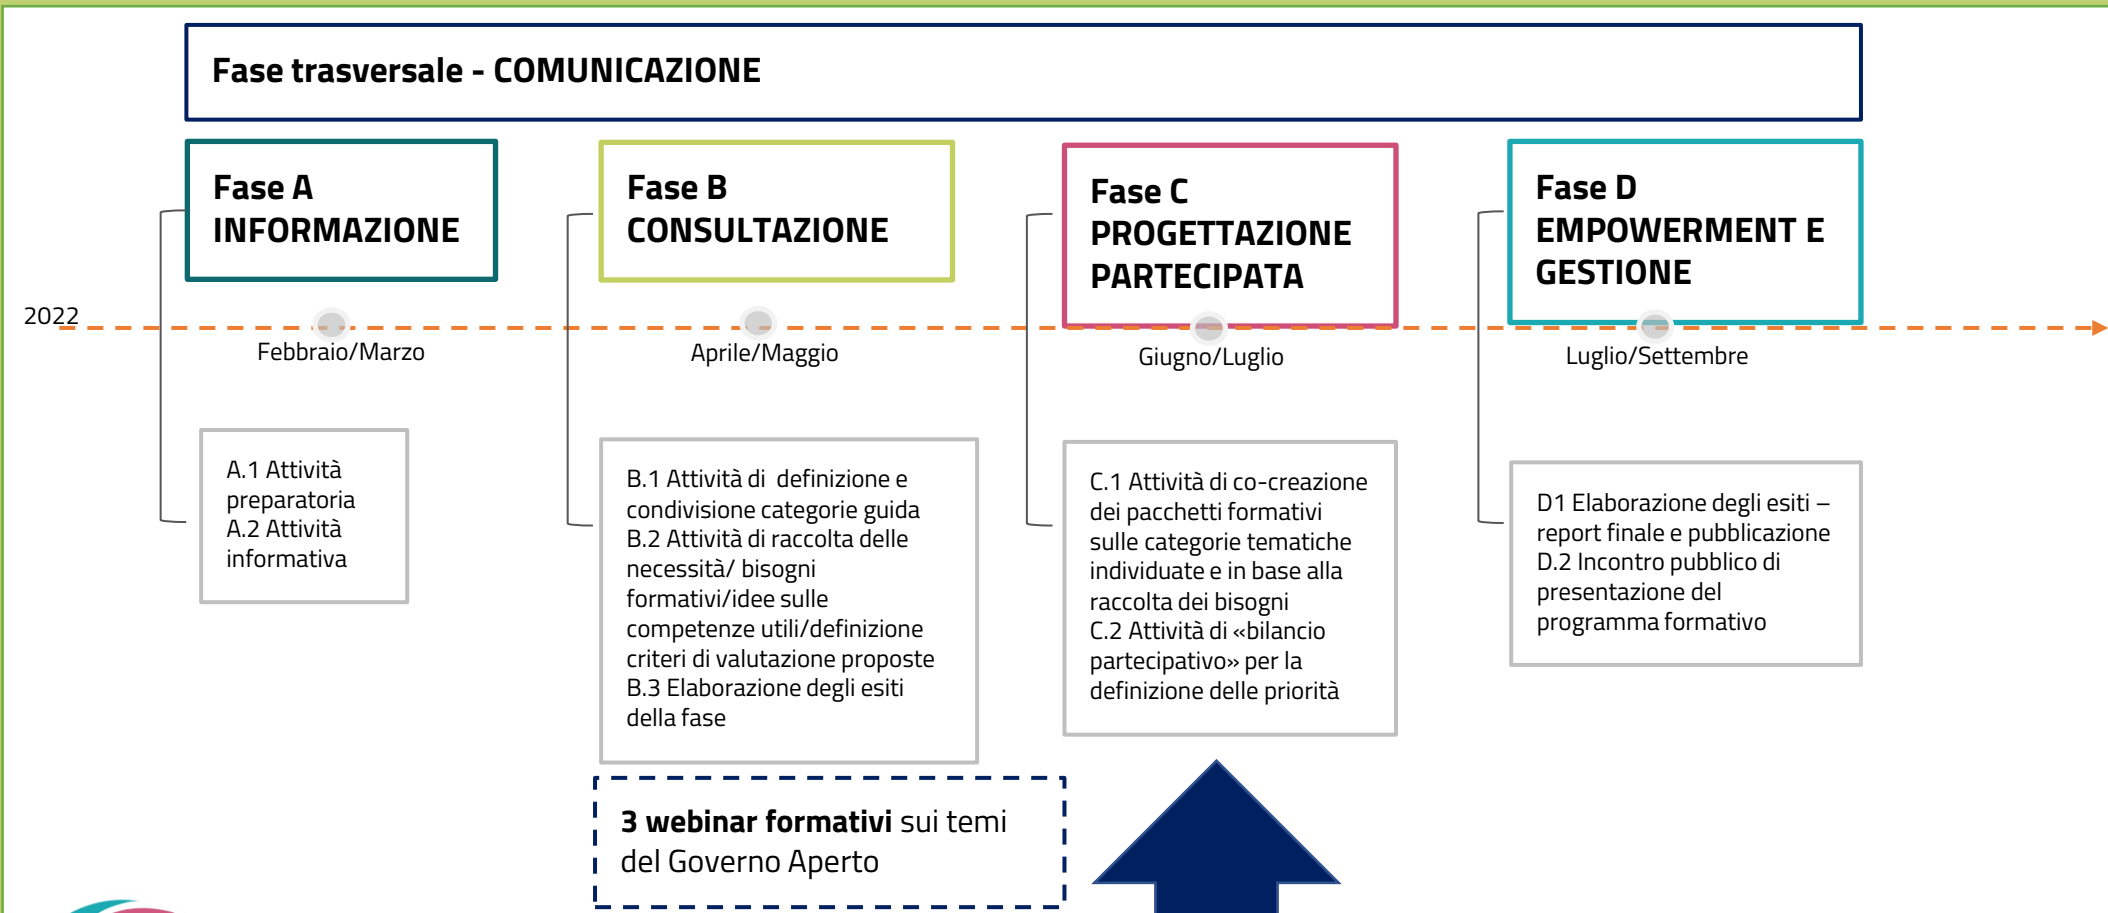 Fase trasversale - COMUNICAZIONE
Fase A
INFORMAZIONE
Fase B
CONSULTAZIONE
Fase C
PROGETTAZIONE
PARTECIPATA
Fase D
EMPOWERMENT E
GESTIONE
2022
Febbraio/Marzo
Aprile/Maggio
Giugno/Luglio
Luglio/Settembre
A.1 Attività
preparatoria
A.2 Attività
informativa
B.1 Attività di definizione e
condivisione categorie guida
B.2 Attività di raccolta delle
necessità/ bisogni
formativi/idee sulle
competenze utili/definizione
criteri di valutazione proposte
B.3 Elaborazione degli esiti
della fase
C.1 Attività di co-creazione
dei pacchetti formativi
sulle categorie tematiche
individuate e in base alla
raccolta dei bisogni
C.2 Attività di «bilancio
partecipativo» per la
definizione delle priorità
D1 Elaborazione degli esiti –
report finale e pubblicazione
D.2 Incontro pubblico di
presentazione del
programma formativo
3 webinar formativi sui temi
del Governo Aperto